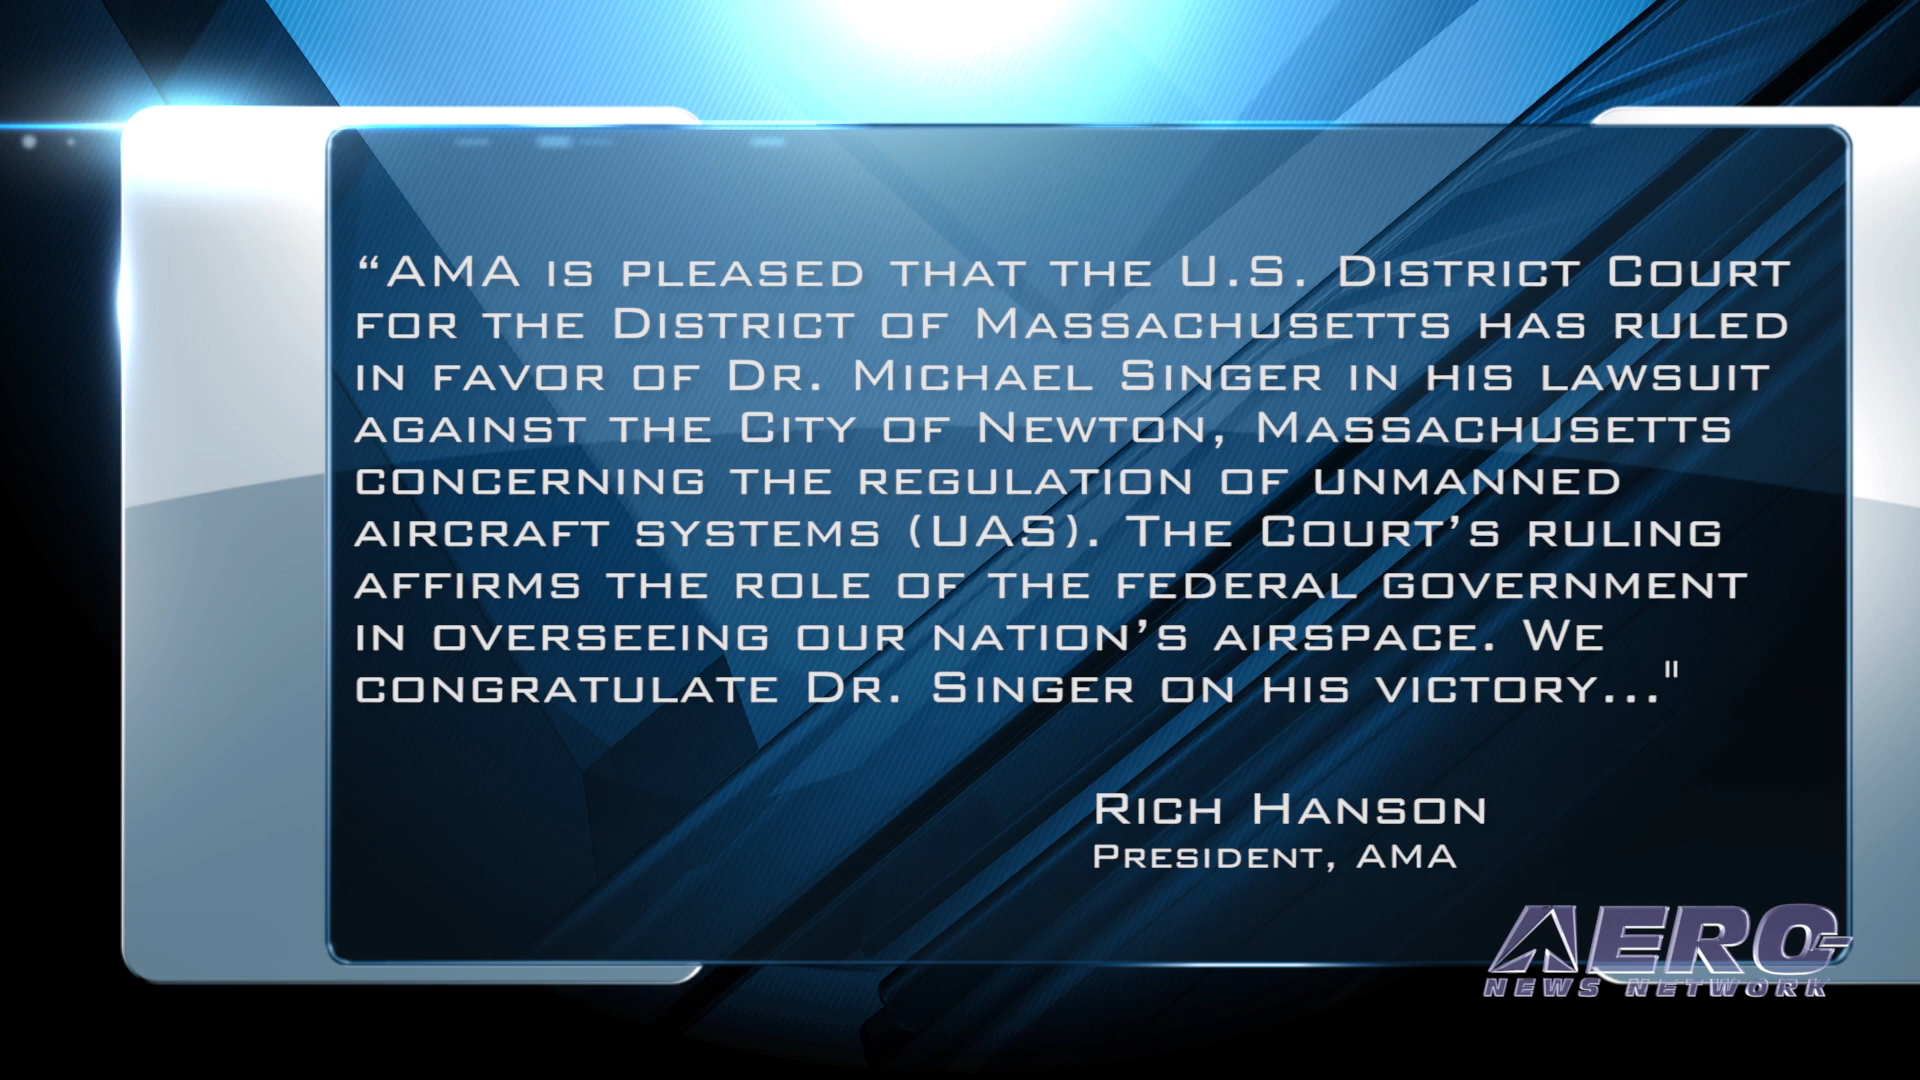 “AMA is pleased that the U.S. District Court
for the District of Massachusetts has ruled
in favor of Dr. Michael Singer in his lawsuit
against the City of Newton, Massachusetts
concerning the regulation of unmanned
aircraft systems (UAS). The Court’s ruling
affirms the role of the federal government
in overseeing our nation’s airspace. We
congratulate Dr. Singer on his victory..."
Rich Hanson
President, AMA
AERO
NEWS NETWORK